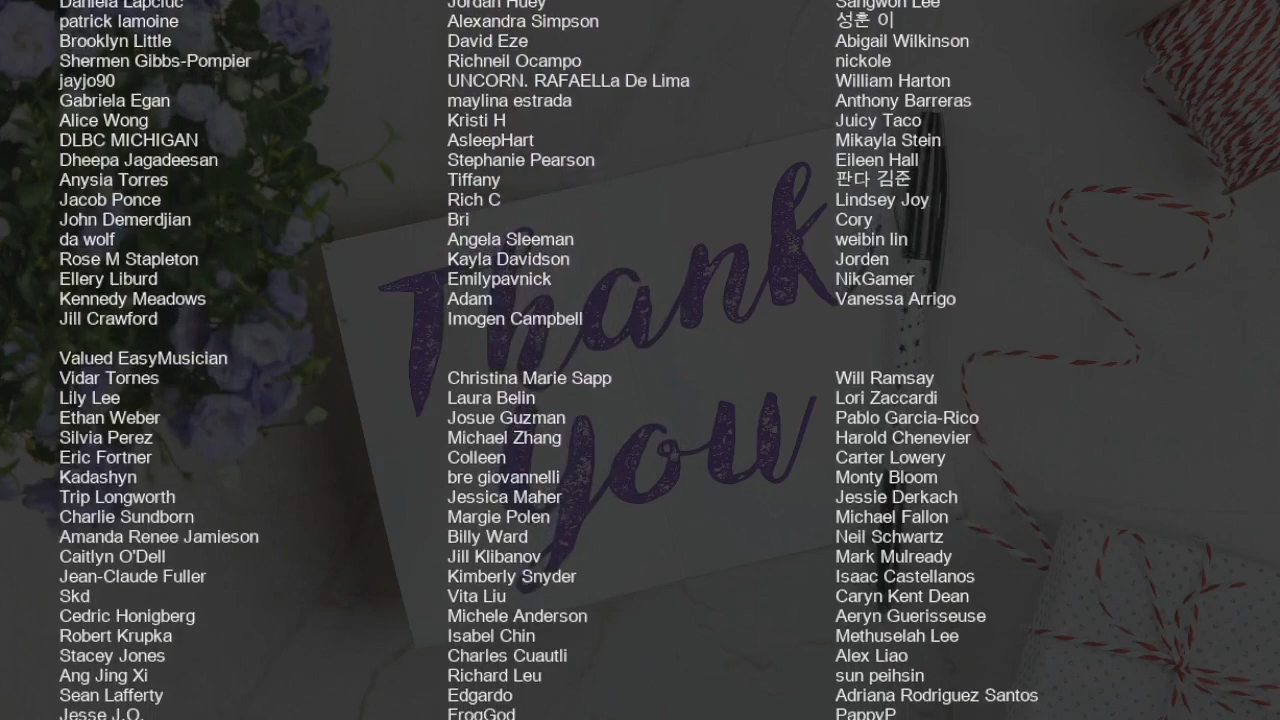 Daniela Lapciuc
patrick lamoine
Brooklyn Little
Shermen Gibbs-Pompier
jayjo90
Gabriela Egan
Alice Wong
DLBC MICHIGAN
Dheepa Jagadeesan
Anysia Torres
Jacob Ponce
John Demerdjian
da wolf
Rose M Stapleton
Ellery Liburd
Kennedy Meadows
Jill Crawford
Jordan Huey
Alexandra Simpson
David Eze
Richneil Ocampo
UNCORN. RAFAELLa De Lima
maylina estrada
Kristi H
AsleepHart
Stephanie Pearson
Tiffany
Rich C
Bri
Angela Sleeman
Kayla Davidson
Emilypavnick
Adam
Imogen Campbell
Sangwon Lee
성훈 이
Abigail Wilkinson
nickole
William Harton
Anthony Barreras
Juicy Taco
Mikayla Stein
Eileen Hall
판다 김준
Lindsey Joy
Cory
weibin lin
Jorden
NikGamer
Vanessa Arrigo
Valued EasyMusician
Vidar Tornes
Lily Lee
Ethan Weber
Silvia Perez
Eric Fortner
Kadashyn
Trip Longworth
Charlie Sundborn
Amanda Renee Jamieson
Caitlyn O'Dell
Jean-Claude Fuller
Skd
Cedric Honigberg
Robert Krupka
Stacey Jones
Ang Jing Xi
Sean Lafferty
Jesse J.O.
Christina Marie Sapp
Laura Belin
Josue Guzman
Michael Zhang
Colleen
bre giovannelli
Jessica Maher
Margie Polen
Billy Ward
Jill Klibanov
Kimberly Snyder
Vita Liu
Michele Anderson
Isabel Chin
Charles Cuautli
Richard Leu
Edgardo
FrogGod
Will Ramsay
Lori Zaccardi
Pablo Garcia-Rico
Harold Chenevier
Carter Lowery
Monty Bloom
Jessie Derkach
Michael Fallon
Neil Schwartz
Mark Mulready
Isaac Castellanos
Caryn Kent Dean
Aeryn Guerisseuse
Methuselah Lee
Alex Liao
sun peihsin
Adriana Rodriguez Santos
PappyP
Thank
you